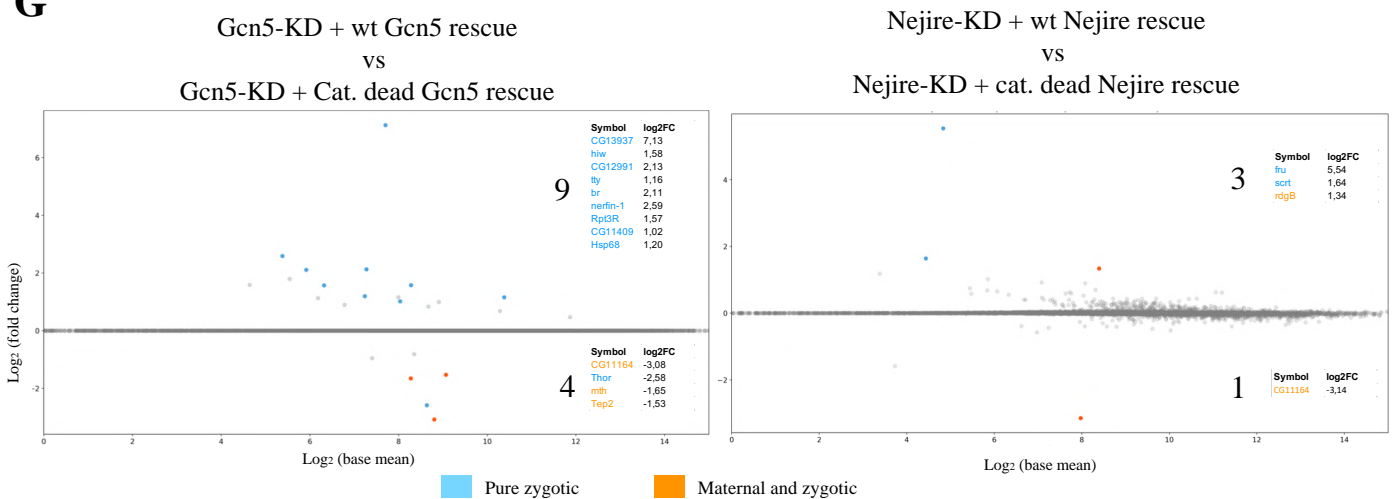 G
Gcn5-KD + wt Gcn5 rescue
vs
Gcn5-KD + Cat. dead Gcn5 rescue
Nejire-KD + wt Nejire rescue
vs
Nejire-KD + cat. dead Nejire rescue
Log2 (fold change)
6
4
2
0
-2
9
Symbol log2FC
CG13937 7,13
hiw 1,58
CG12991 2,13
tty 1,16
br 2,11
nerfin-1 2,59
Rpt3R 1,57
CG11409 1,02
Hsp68 1,20
4
Symbol log2FC
CG11164 -3,08
Thor -2,58
mth -1,65
Tep2 -1,53
0 2 4 6 8 10 12 14
Log2 (base mean)
4
2
0
−2
3
Symbol log2FC
fru 5,54
scrt 1,64
rdgB 1,34
1
Symbol log2FC
CG11164 -3,14
0 2 4 6 8 10 12 14
Log2 (base mean)
Pure zygotic
Maternal and zygotic